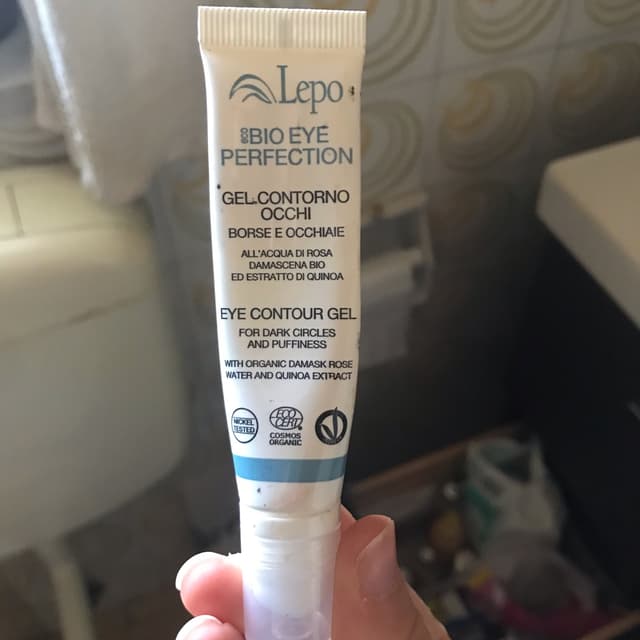 Lepo
eco BIO EYE
PERFECTION
GEL CONTORNO
OCCHI
BORSE E OCCHIAIE
ALL'ACQUA DI ROSA
DAMASCENA BIO
ED ESTRATTO DI QUINOA
EYE CONTOUR GEL
FOR DARK CIRCLES
AND PUFFINESS
WITH ORGANIC DAMASK ROSE
WATER AND QUINOA EXTRACT
NICKEL
TESTED
ECO
CERT
COSMOS
ORGANIC